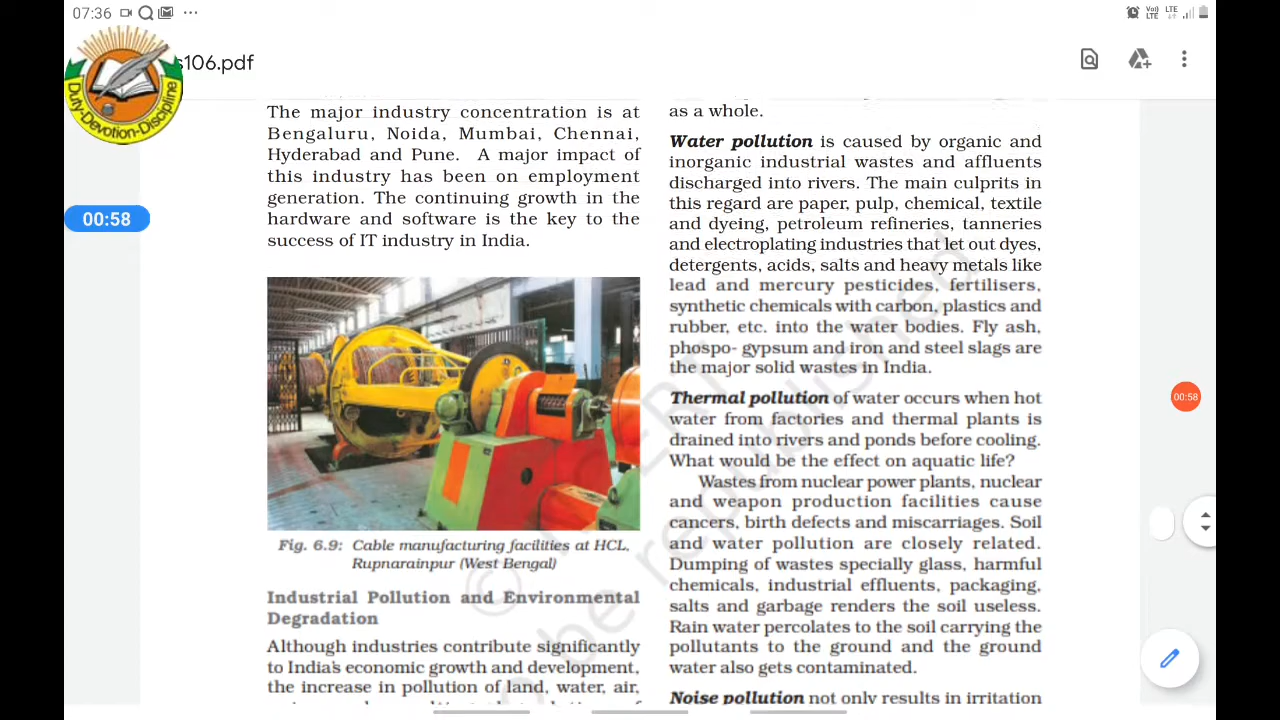 07:36
Vo)
LTE
LTE
s106.pdf
Duty-Devotion-Discipline
00:58
The major industry concentration is at
Bengaluru, Noida, Mumbai, Chennai,
Hyderabad and Pune. A major impact of
this industry has been on employment
generation. The continuing growth in the
hardware and software is the key to the
success of IT industry in India.
Fig. 6.9: Cable manufacturing facilities at HCL,
Rupnarainpur (West Bengal)
Industrial Pollution and Environmental
Degradation
Although industries contribute significantly
to India's economic growth and development,
the increase in pollution of land, water, air,
as a whole.
Water pollution is caused by organic and
inorganic industrial wastes and affluents
discharged into rivers. The main culprits in
this regard are paper, pulp, chemical, textile
and dyeing, petroleum refineries, tanneries
and electroplating industries that let out dyes,
detergents, acids, salts and heavy metals like
lead and mercury pesticides, fertilisers,
synthetic chemicals with carbon, plastics and
rubber, etc. into the water bodies. Fly ash,
phospo- gypsum and iron and steel slags are
the major solid wastes in India.
Thermal pollution of water occurs when hot
water from factories and thermal plants is
drained into rivers and ponds before cooling.
What would be the effect on aquatic life?
Wastes from nuclear power plants, nuclear
and weapon production facilities cause
cancers, birth defects and miscarriages. Soil
and water pollution are closely related.
Dumping of wastes specially glass, harmful
chemicals, industrial effluents, packaging,
salts and garbage renders the soil useless.
Rain water percolates to the soil carrying the
pollutants to the ground and the ground
water also gets contaminated.
Noise pollution not only results in irritation
00:58
©
be republished